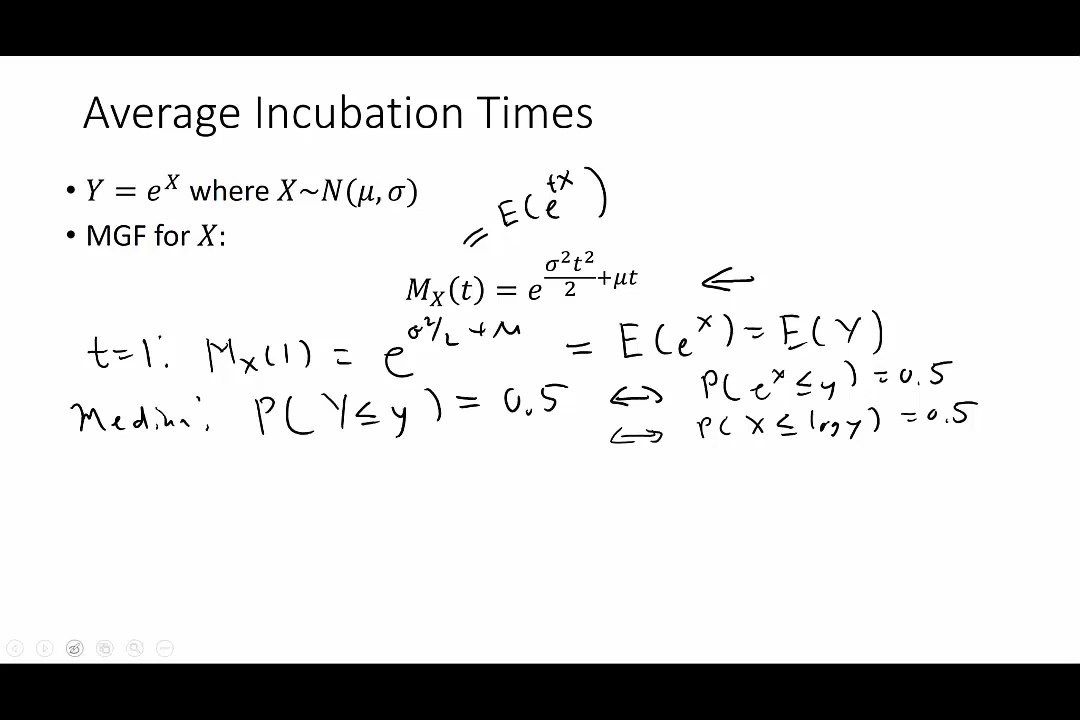 Average Incubation Times
• Y = e^X where X~N(μ, σ)
• MGF for X:
= E(e^{tX})
M_X(t) = e^{σ²t²/2 + μt} ←
t=1: M_X(1) = e^{σ²/2 + μ} = E(e^X) = E(Y)
Median: P(Y ≤ y) = 0.5 ⟷ P(e^X ≤ y) = 0.5
⟷ P(X ≤ log y) = 0.5